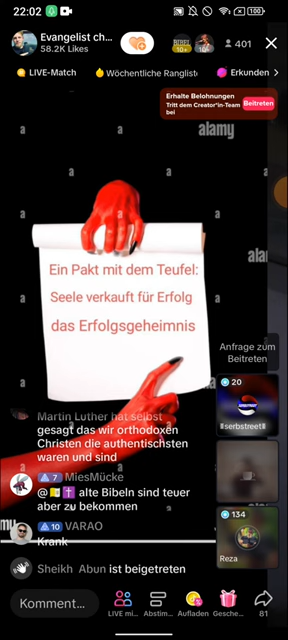 22:02
100
Evangelist ch...
58.2K Likes
401
LIVE-Match
Wöchentliche Rangliste
Erkunden
Erhalte Belohnungen
Tritt dem Creator*in-Team
bei
Beitreten
alamy
Ein Pakt mit dem Teufel:
Seele verkauft für Erfolg
das Erfolgsgeheimnis
Anfrage zum
Beitreten
20
serbstreet
Martin Luther hat selbst
gesagt das wir orthodoxen
Christen die authentischsten
waren und sind
7 MiesMücke
@ alte Bibeln sind teuer
aber zu bekommen
10 VARAO
Krank
134
Reza
Sheikh Abun ist beigetreten
Komment...
LIVE mi...
Abstim...
Aufladen
Gesche...
81